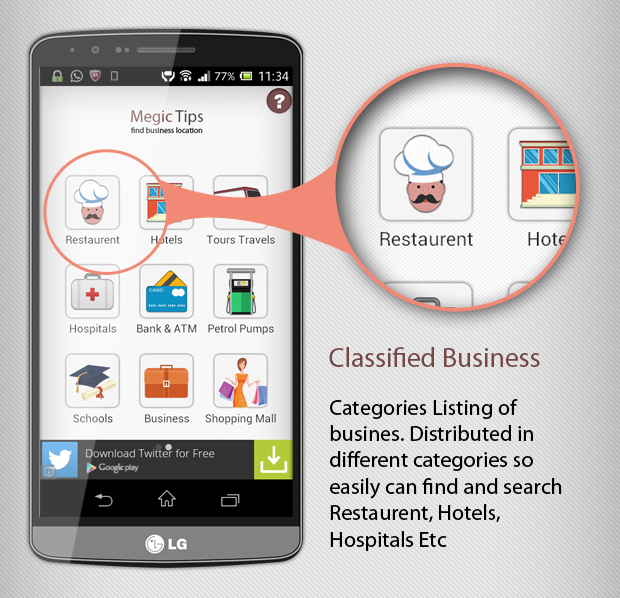 77% 11:34
?
Megic Tips
find business location
Restaurent Hotels Tours Travels
CARD
Hospitals Bank & ATM Petrol Pumps
Schools Business Shopping Mall
Download Twitter for Free
Google play
LG
Restaurent Hote
Classified Business
Categories Listing of
busines. Distributed in
different categories so
easily can find and search
Restaurent, Hotels,
Hospitals Etc